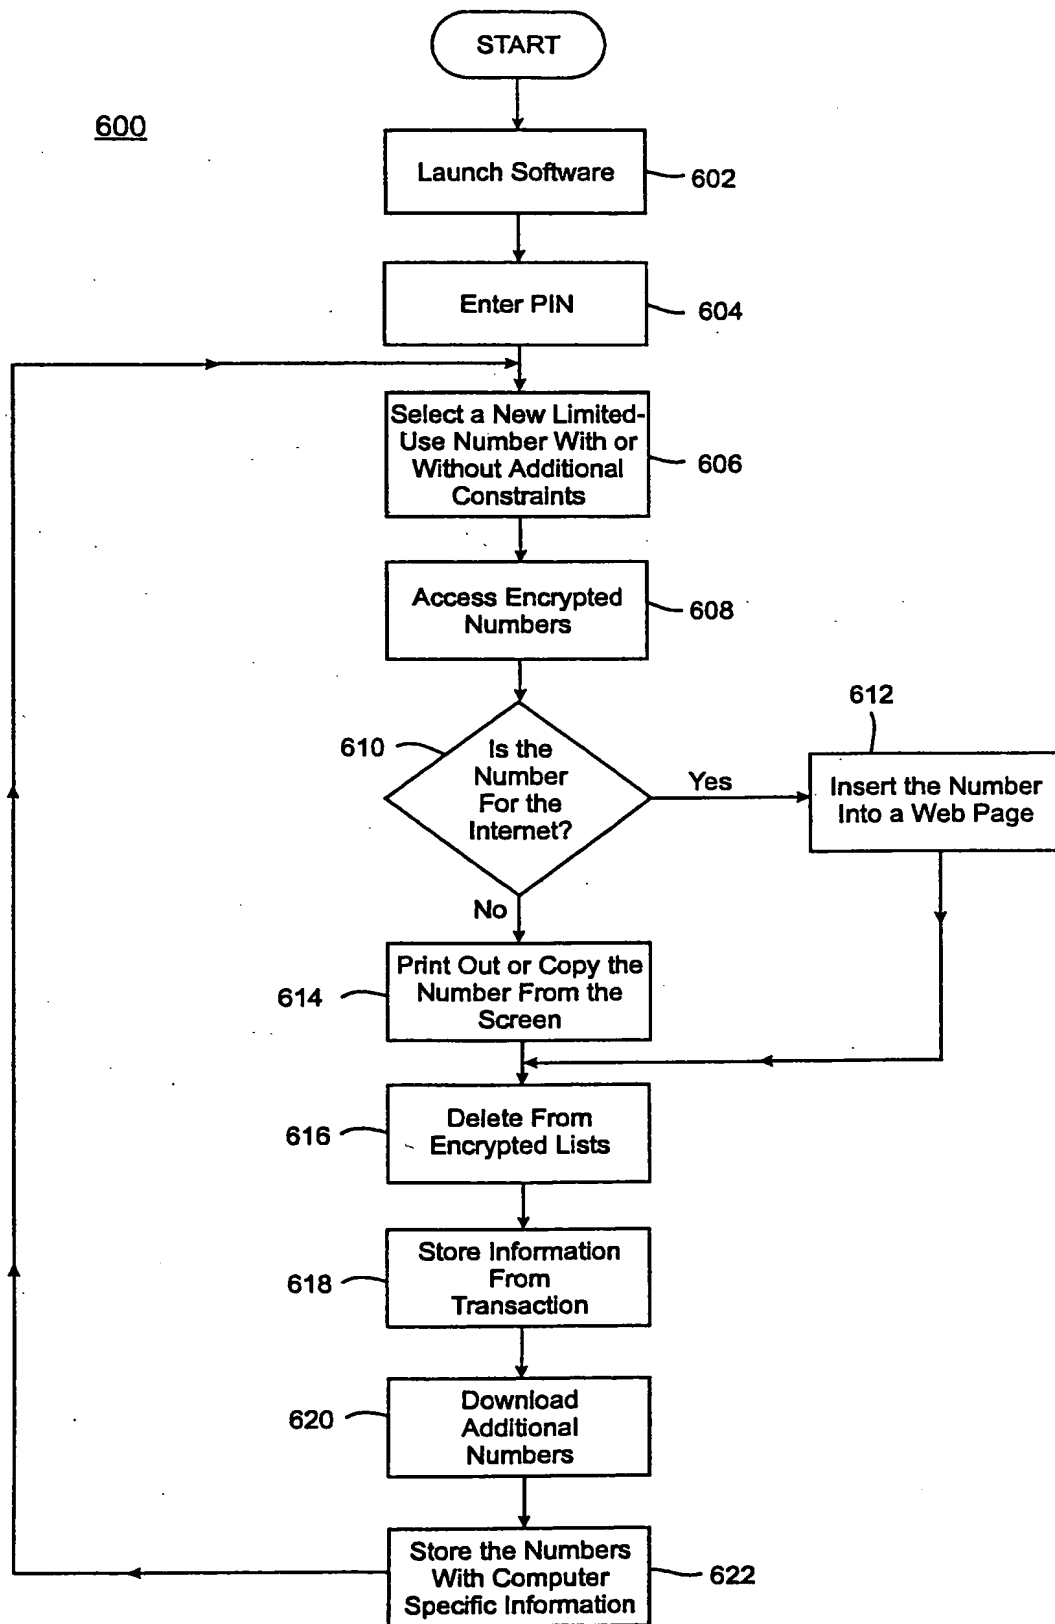 START
600
Launch Software
602
Enter PIN
604
Select a New Limited-
Use Number With or
Without Additional
Constraints
606
Access Encrypted
Numbers
608
610
Is the
Number
For the
Internet?
Yes
612
Insert the Number
Into a Web Page
No
Print Out or Copy the
Number From the
Screen
614
Delete From
Encrypted Lists
616
Store Information
From
Transaction
618
Download
Additional
Numbers
620
Store the Numbers
With Computer
Specific Information
622